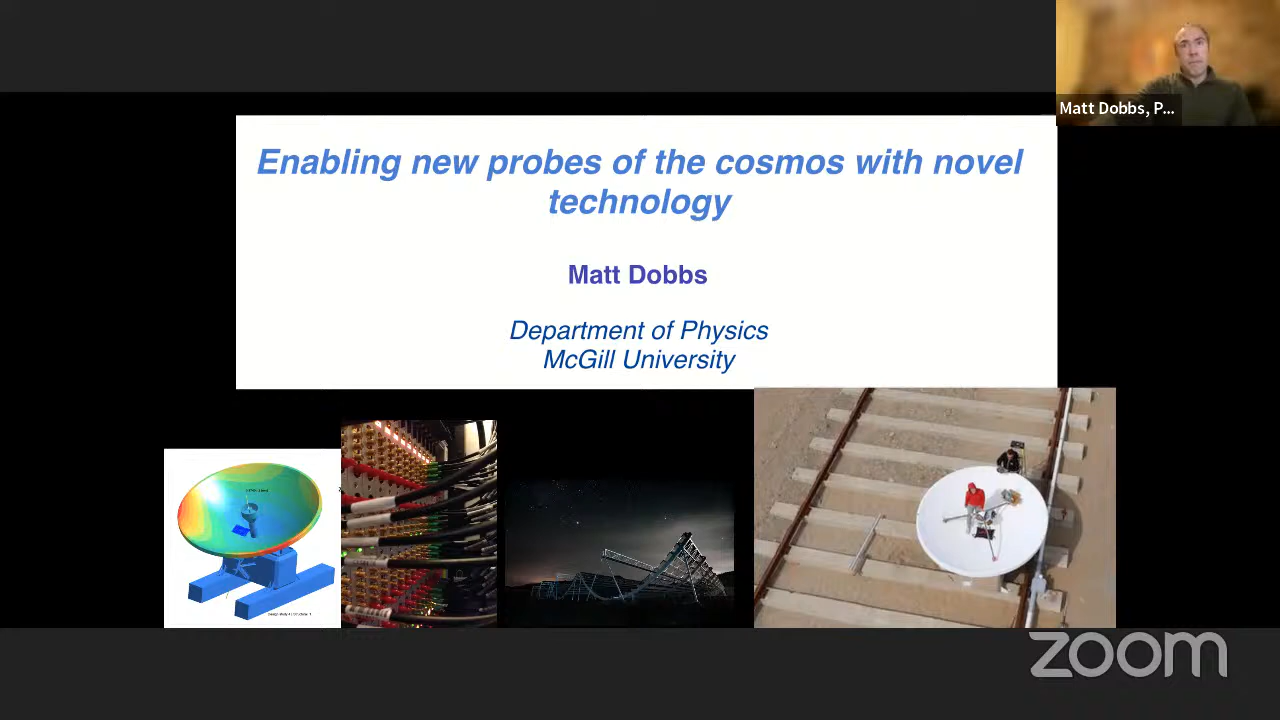 Matt Dobbs, P...
Enabling new probes of the cosmos with novel
technology
Matt Dobbs
Department of Physics
McGill University
zoom